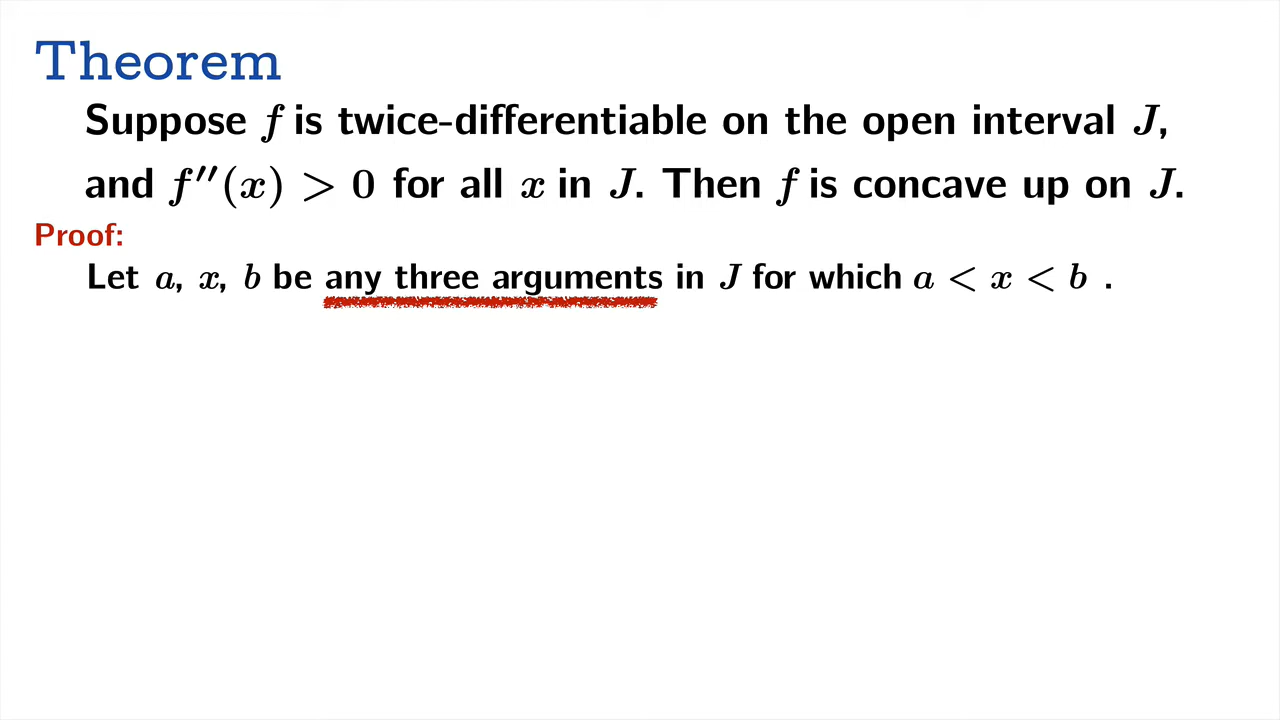 Theorem
Suppose f is twice-differentiable on the open interval J,
and f''(x) > 0 for all x in J. Then f is concave up on J.
Proof:
Let a, x, b be any three arguments in J for which a < x < b .